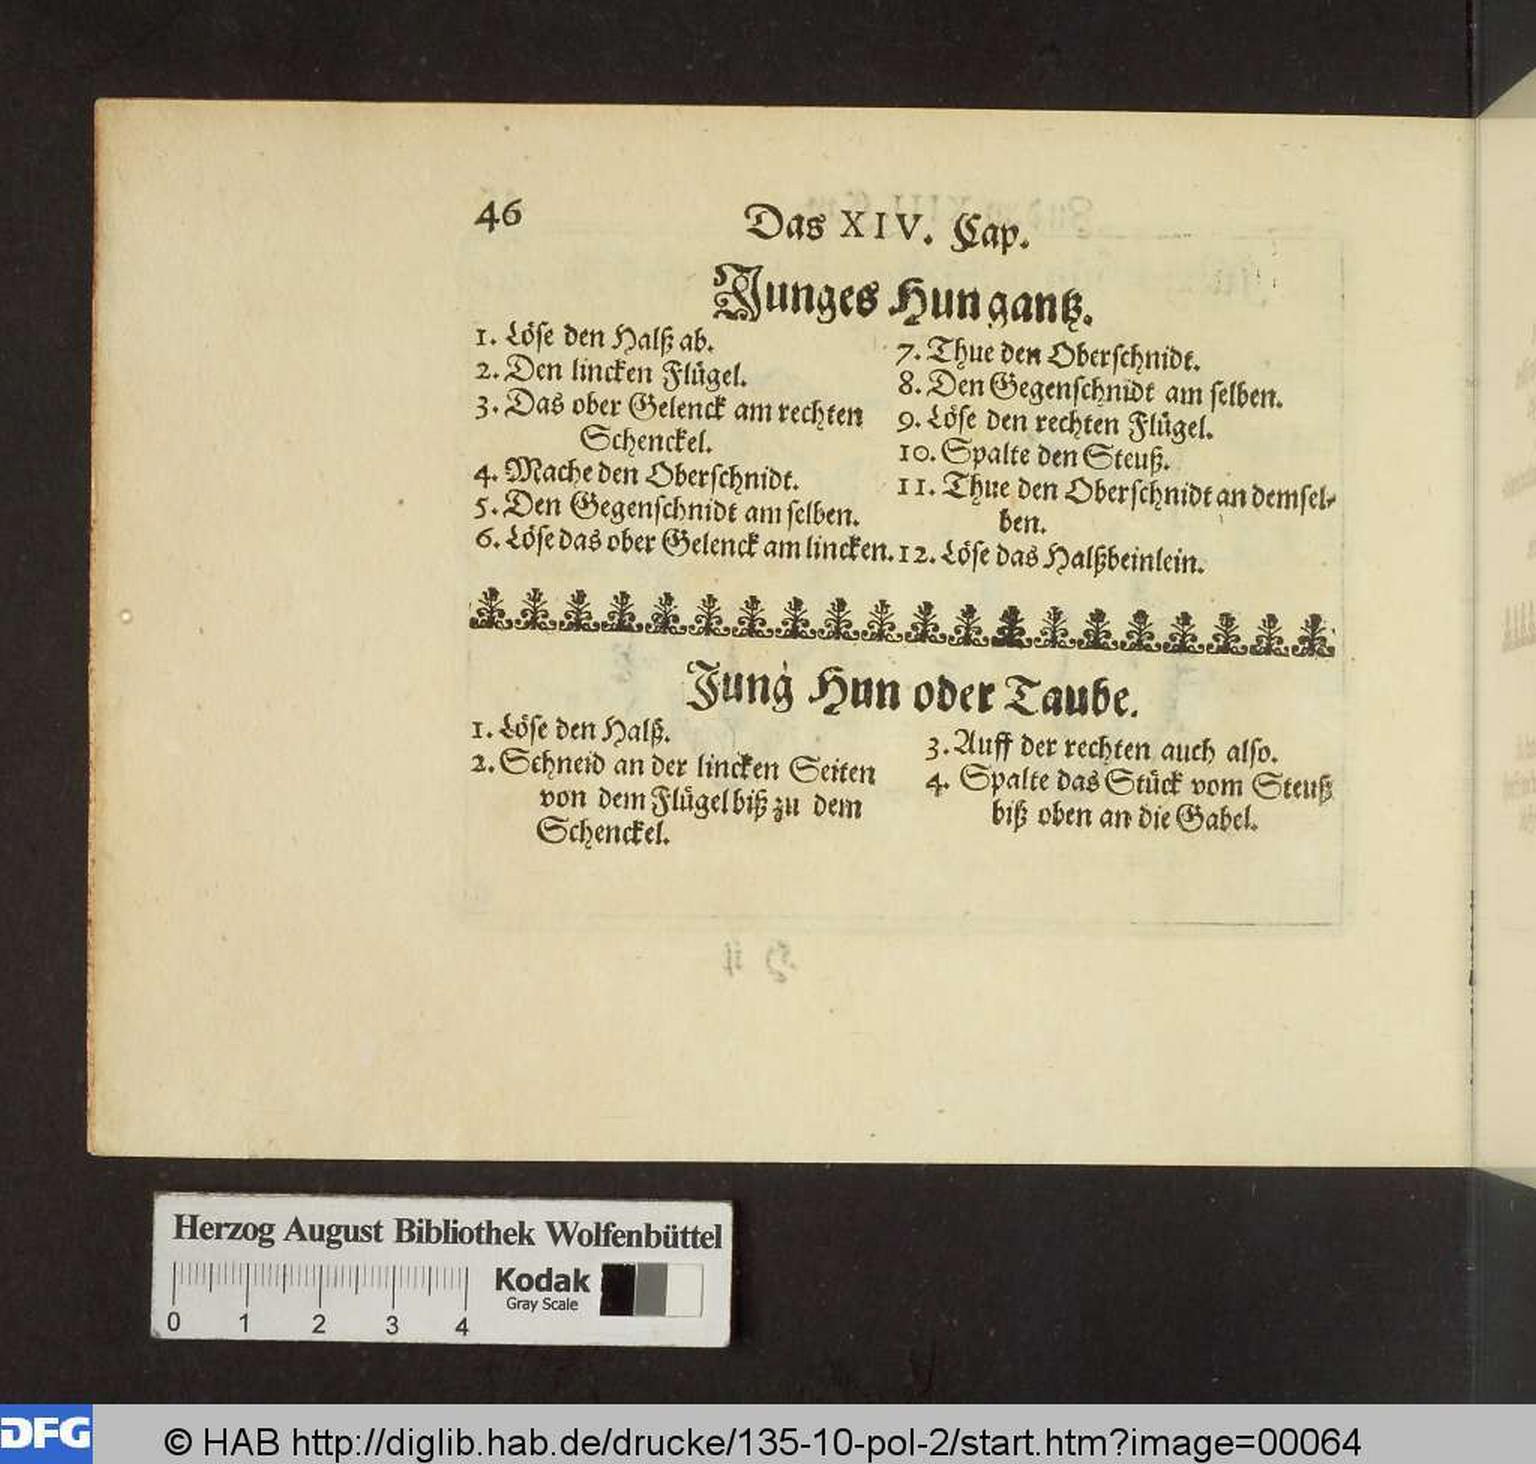 46
Das XIV. Cap.
Junges Hun gantz.
1. Löse den Halß ab.
2. Den lincken Flügel.
3. Das ober Gelenck am rechten
Schenckel.
4. Mache den Oberschnidt.
5. Den Gegenschnidt am selben.
6. Löse das ober Gelenck am lincken.
7. Thue den Oberschnidt.
8. Den Gegenschnidt am selben.
9. Löse den rechten Flügel.
10. Spalte den Steuß.
11. Thue den Oberschnidt an demsel-
ben.
12. Löse das Halßbeinlein.
Jung Hun oder Taube.
1. Löse den Halß.
2. Schneid an der lincken Seiten
von dem Flügel biß zu dem
Schenckel.
3. Auff der rechten auch also.
4. Spalte das Stück vom Steuß
biß oben an die Gabel.
Herzog August Bibliothek Wolfenbüttel
Kodak
Gray Scale
0 1 2 3 4
DFG
© HAB http://diglib.hab.de/drucke/135-10-pol-2/start.htm?image=00064